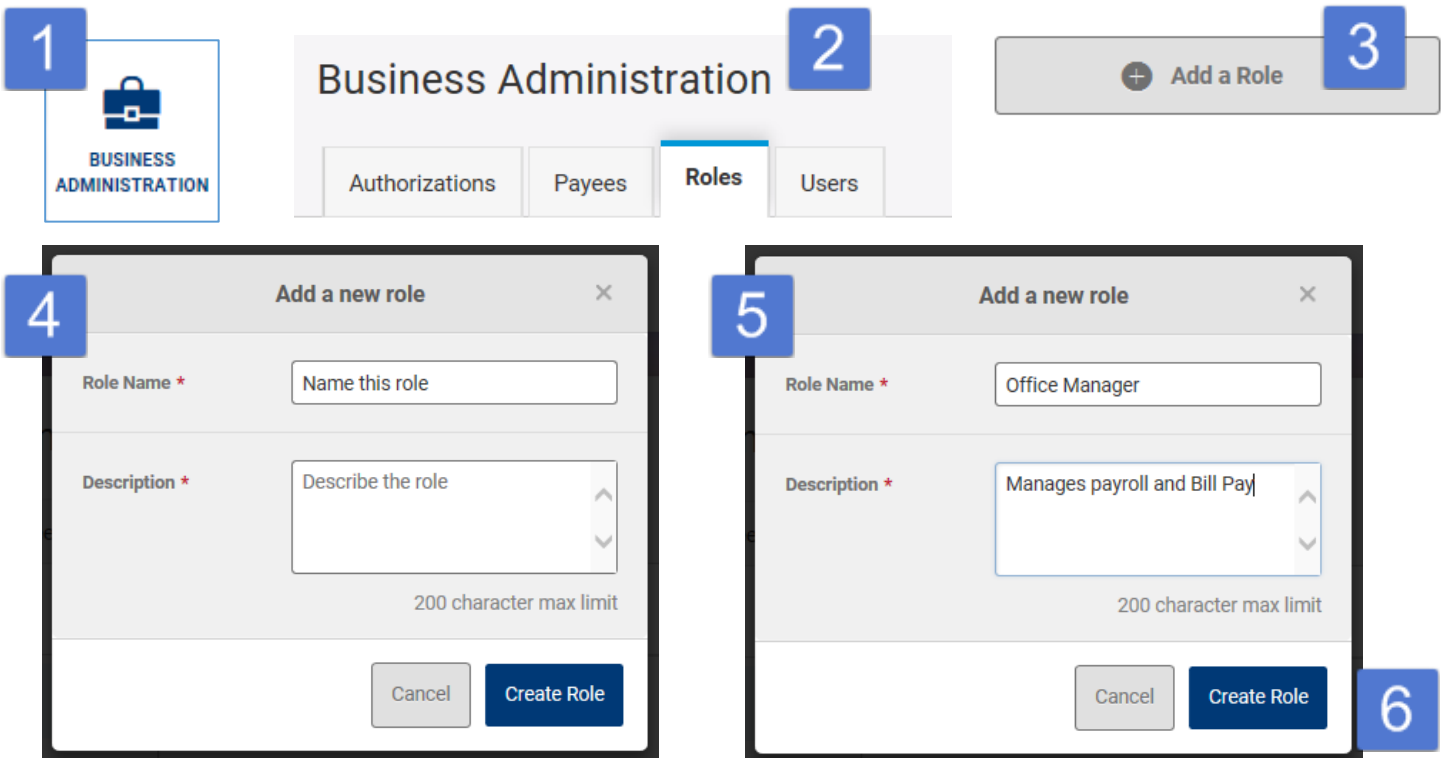 1
BUSINESS
ADMINISTRATION
2
Business Administration
Authorizations Payees Roles Users
3
Add a Role
4
Add a new role
Role Name *
Name this role
Description *
Describe the role
200 character max limit
Cancel Create Role
5
Add a new role
Role Name *
Office Manager
Description *
Manages payroll and Bill Pay
200 character max limit
Cancel Create Role
6